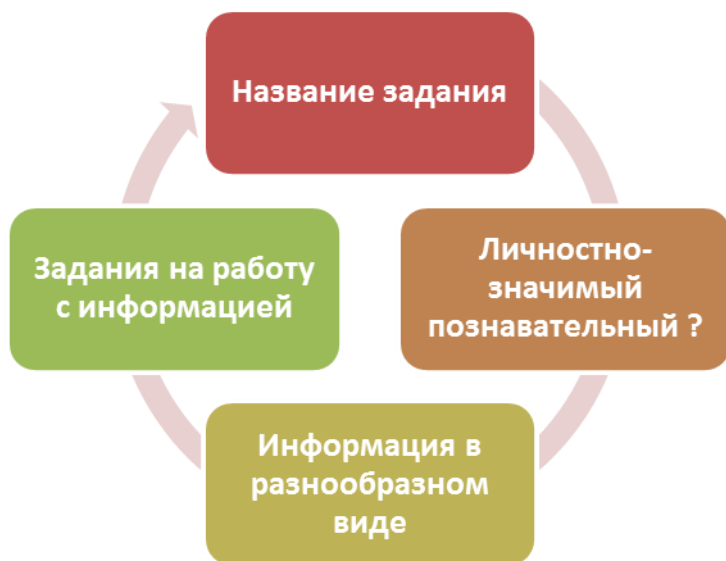 Название задания
Личностно-
значимый
познавательный ?
Информация в
разнообразном
виде
Задания на работу
с информацией